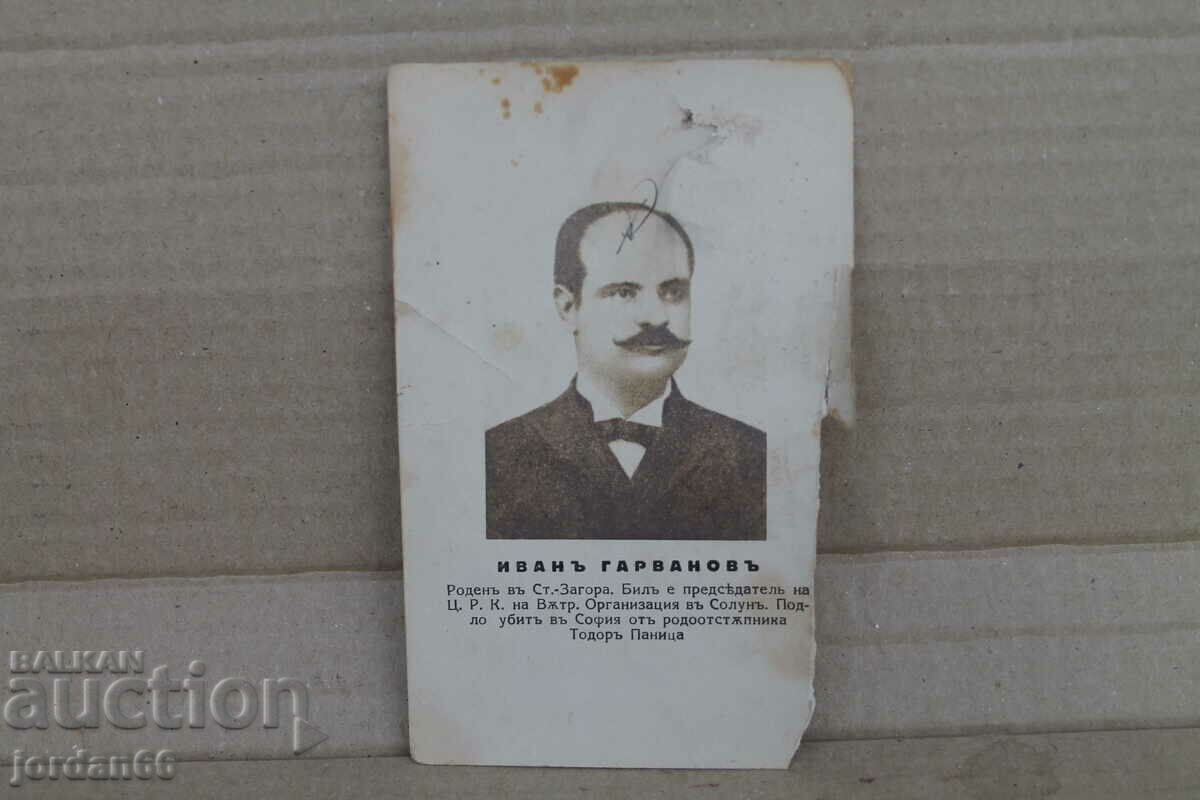 ИВАНЪ ГАРВАНОВЪ
Роденъ въ Ст.-Загора. Билъ е предсѣдатель на
Ц. Р. К. на Вѫтр. Организация въ Солунъ. Под-
ло убитъ въ София отъ родоотстѫпника
Тодоръ Паница
BALKAN
auction
jordan66